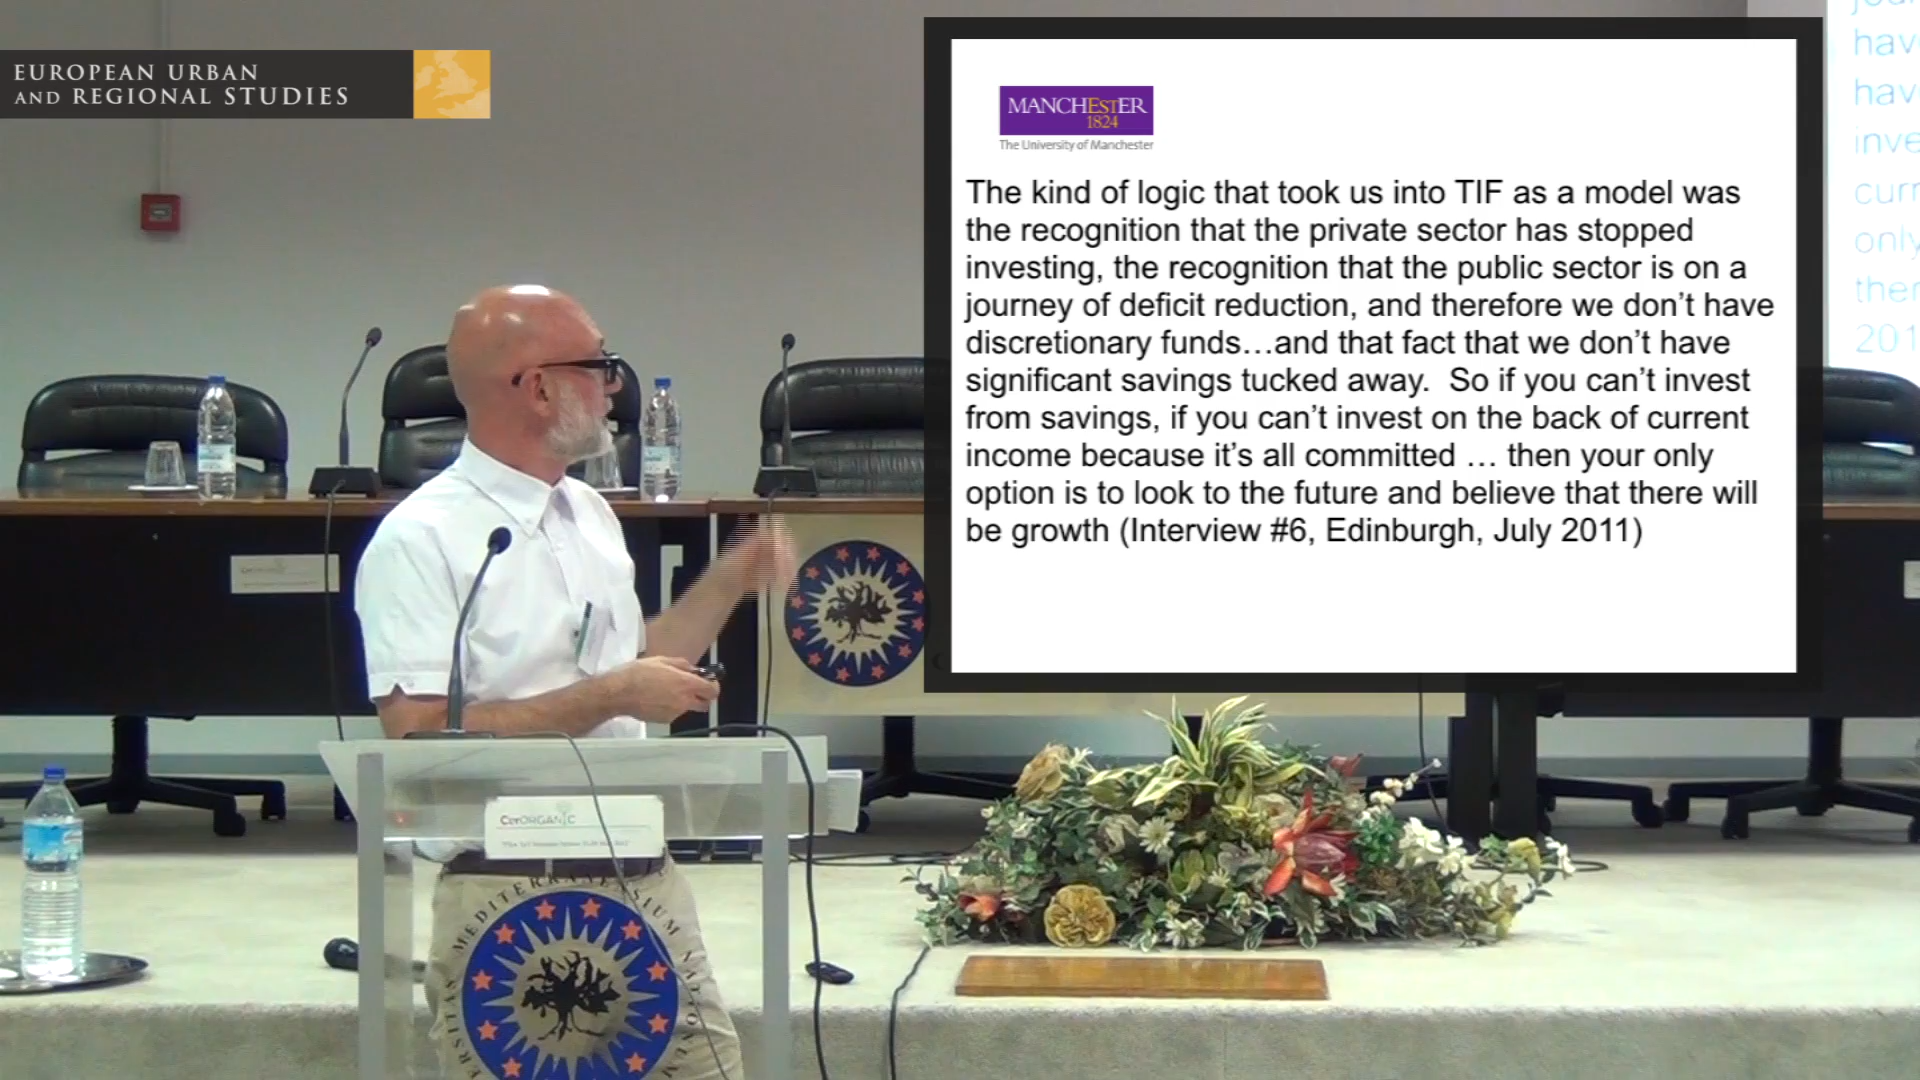 EUROPEAN URBAN
AND REGIONAL STUDIES
MANCHESTER
1824
The University of Manchester
The kind of logic that took us into TIF as a model was
the recognition that the private sector has stopped
investing, the recognition that the public sector is on a
journey of deficit reduction, and therefore we don't have
discretionary funds…and that fact that we don't have
significant savings tucked away.  So if you can't invest
from savings, if you can't invest on the back of current
income because it's all committed … then your only
option is to look to the future and believe that there will
be growth (Interview #6, Edinburgh, July 2011)
hav
hav
inve
curr
only
ther
201
CerORGANIC
ERSITAS MEDITERRANENSIUM NATIONUM